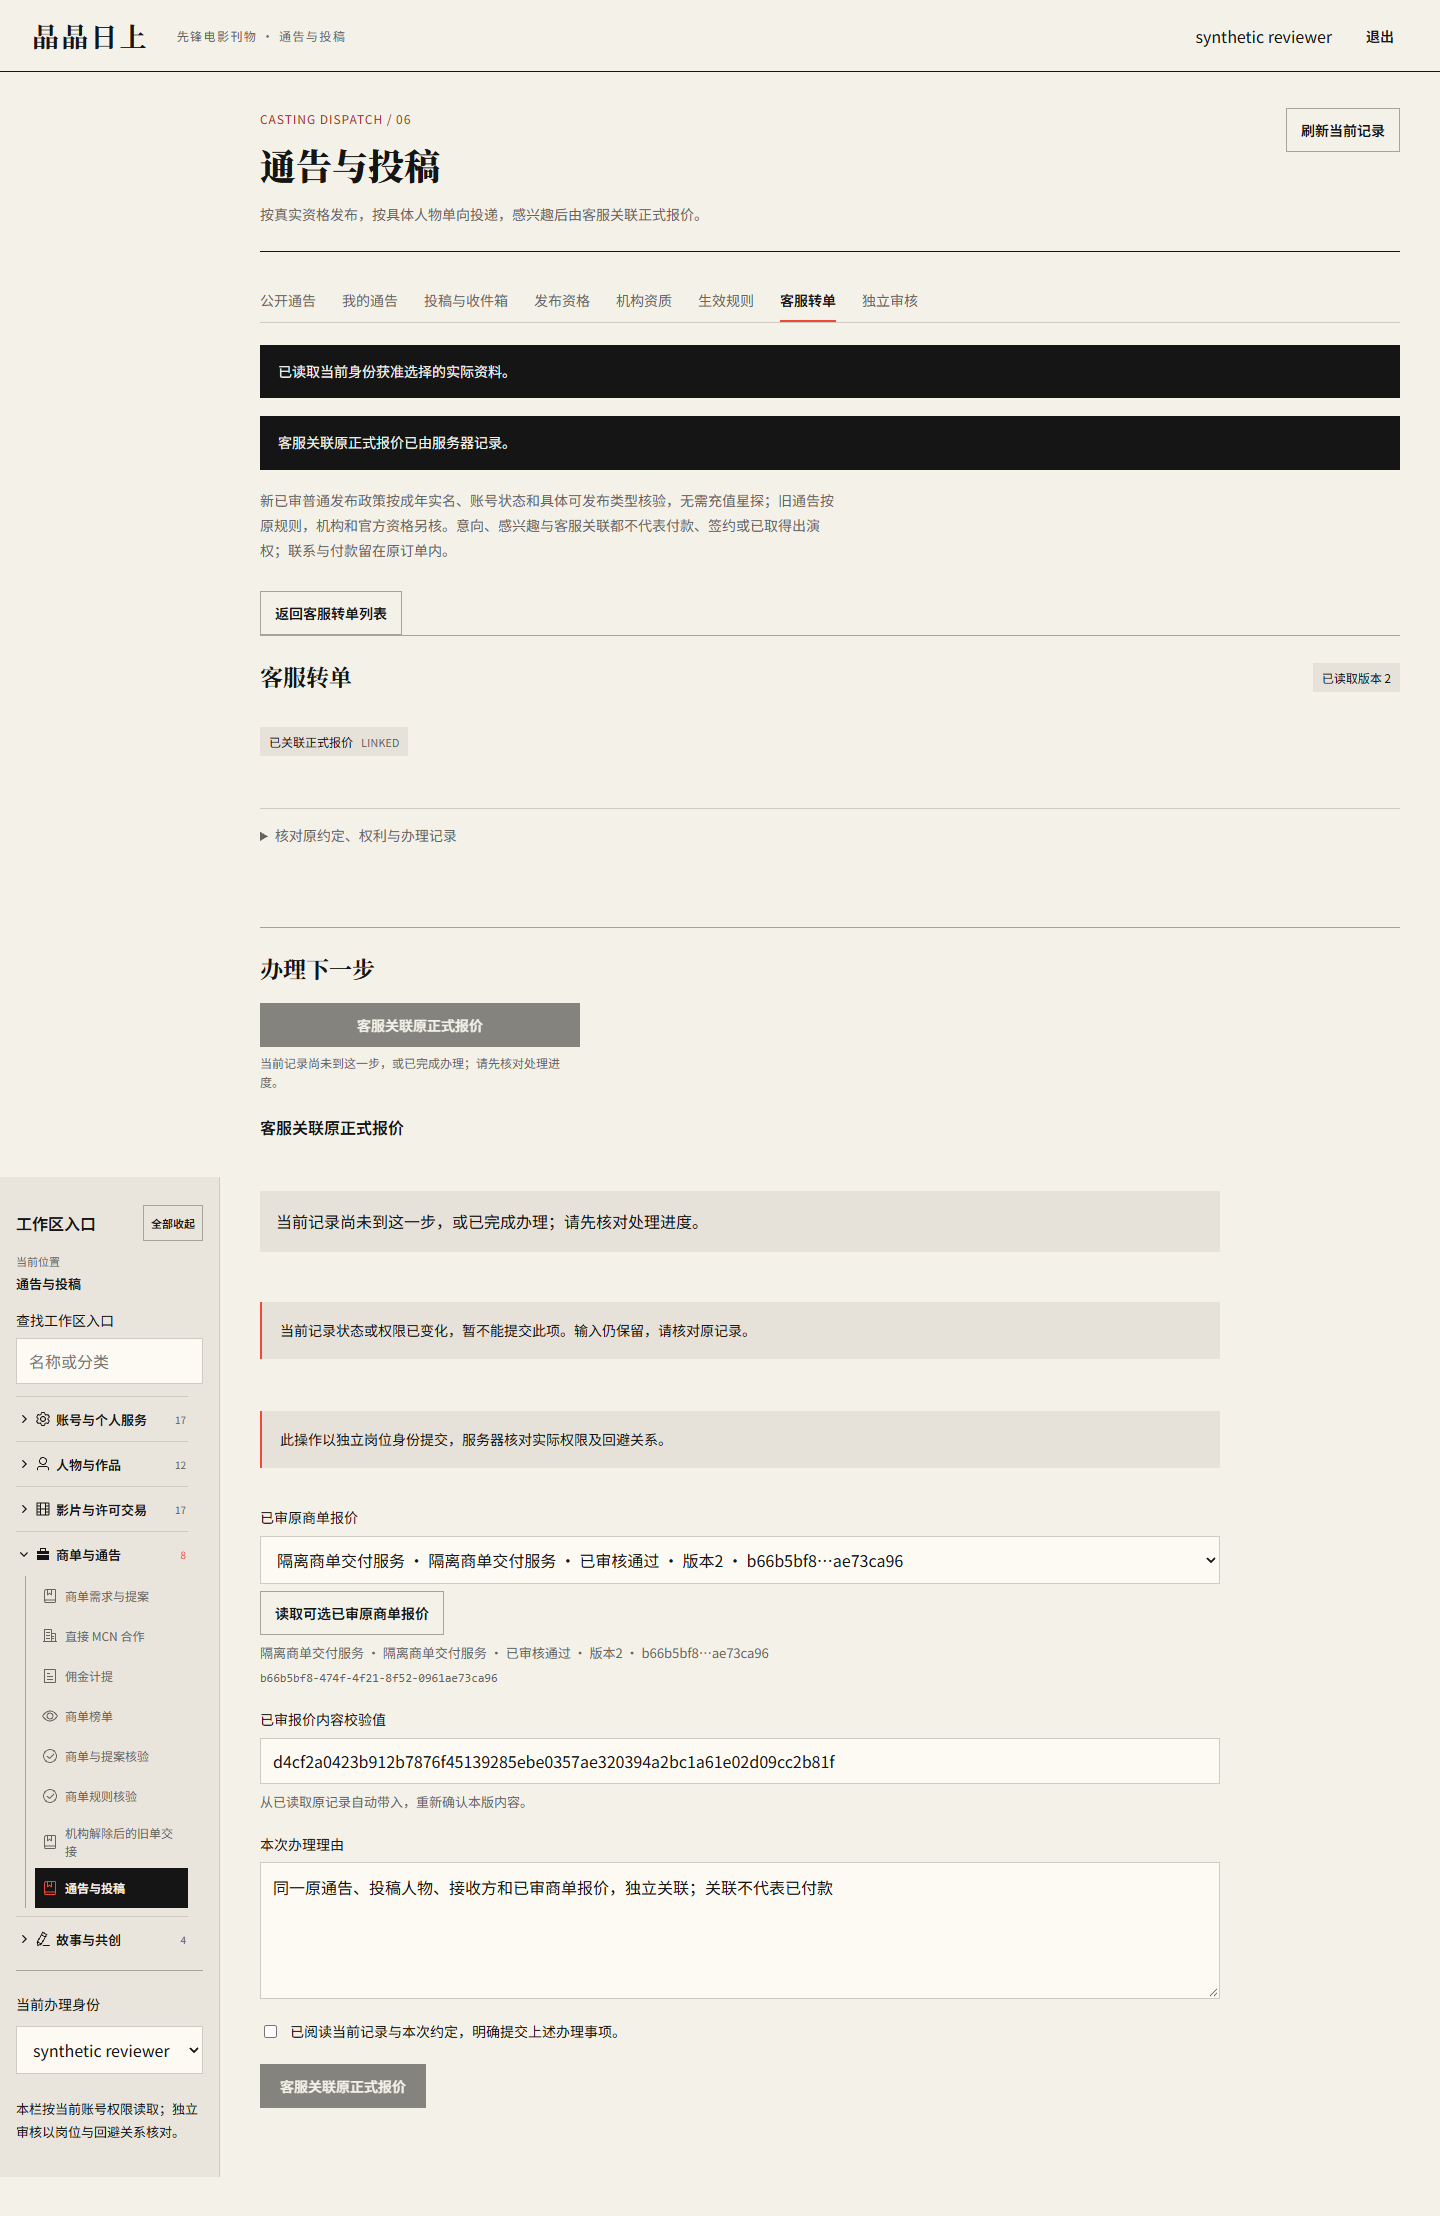 晶晶日上
先锋电影刊物 · 通告与投稿
synthetic reviewer
退出
CASTING DISPATCH / 06
刷新当前记录
通告与投稿
按真实资格发布，按具体人物单向投递，感兴趣后由客服关联正式报价。
公开通告 我的通告 投稿与收件箱 发布资格 机构资质 生效规则 客服转单 独立审核
已读取当前身份获准选择的实际资料。
客服关联原正式报价已由服务器记录。
新已审普通发布政策按成年实名、账号状态和具体可发布类型核验，无需充值星探；旧通告按
原规则，机构和官方资格另核。意向、感兴趣与客服关联都不代表付款、签约或已取得出演
权；联系与付款留在原订单内。
返回客服转单列表
客服转单
已读取版本 2
已关联正式报价 LINKED
核对原约定、权利与办理记录
办理下一步
客服关联原正式报价
当前记录尚未到这一步，或已完成办理；请先核对处理进
度。
客服关联原正式报价
当前记录尚未到这一步，或已完成办理；请先核对处理进度。
当前记录状态或权限已变化，暂不能提交此项。输入仍保留，请核对原记录。
此操作以独立岗位身份提交，服务器核对实际权限及回避关系。
已审原商单报价
隔离商单交付服务 · 隔离商单交付服务 · 已审核通过 · 版本2 · b66b5bf8…ae73ca96
读取可选已审原商单报价
隔离商单交付服务 · 隔离商单交付服务 · 已审核通过 · 版本2 · b66b5bf8…ae73ca96
b66b5bf8-474f-4f21-8f52-0961ae73ca96
已审报价内容校验值
d4cf2a0423b912b7876f45139285ebe0357ae320394a2bc1a61e02d09cc2b81f
从已读取原记录自动带入，重新确认本版内容。
本次办理理由
同一原通告、投稿人物、接收方和已审商单报价，独立关联；关联不代表已付款
已阅读当前记录与本次约定，明确提交上述办理事项。
客服关联原正式报价
工作区入口
全部收起
当前位置
通告与投稿
查找工作区入口
名称或分类
账号与个人服务 17
人物与作品 12
影片与许可交易 17
商单与通告 8
商单需求与提案
直接 MCN 合作
佣金计提
商单榜单
商单与提案核验
商单规则核验
机构解除后的旧单交
接
通告与投稿
故事与共创 4
当前办理身份
synthetic reviewer
本栏按当前账号权限读取；独立
审核以岗位与回避关系核对。